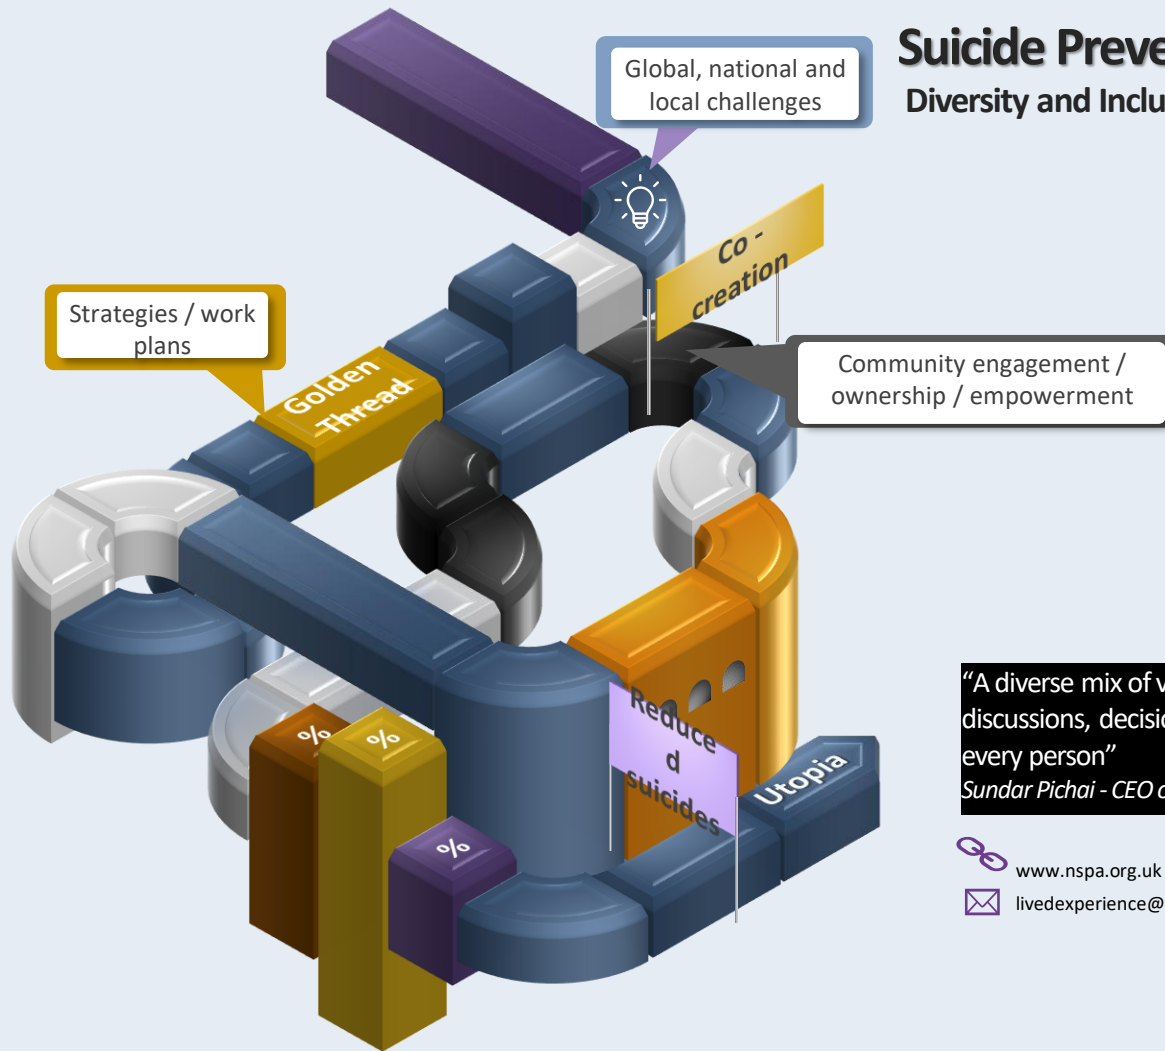 Suicide Preve
Diversity and Inclu
Global, national and
local challenges
Co -
creation
Strategies / work
plans
Golden
Thread
Community engagement /
ownership / empowerment
Reduce
d
suicides
Utopia
%
%
%
“A diverse mix of v
discussions, decisio
every person”
Sundar Pichai - CEO o
www.nspa.org.uk
livedexperience@